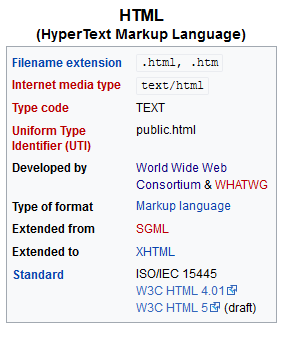 HTML
(HyperText Markup Language)
Filename extension .html, .htm
Internet media type text/html
Type code TEXT
Uniform Type public.html
Identifier (UTI)
Developed by World Wide Web
Consortium & WHATWG
Type of format Markup language
Extended from SGML
Extended to XHTML
Standard ISO/IEC 15445
W3C HTML 4.01
W3C HTML 5 (draft)